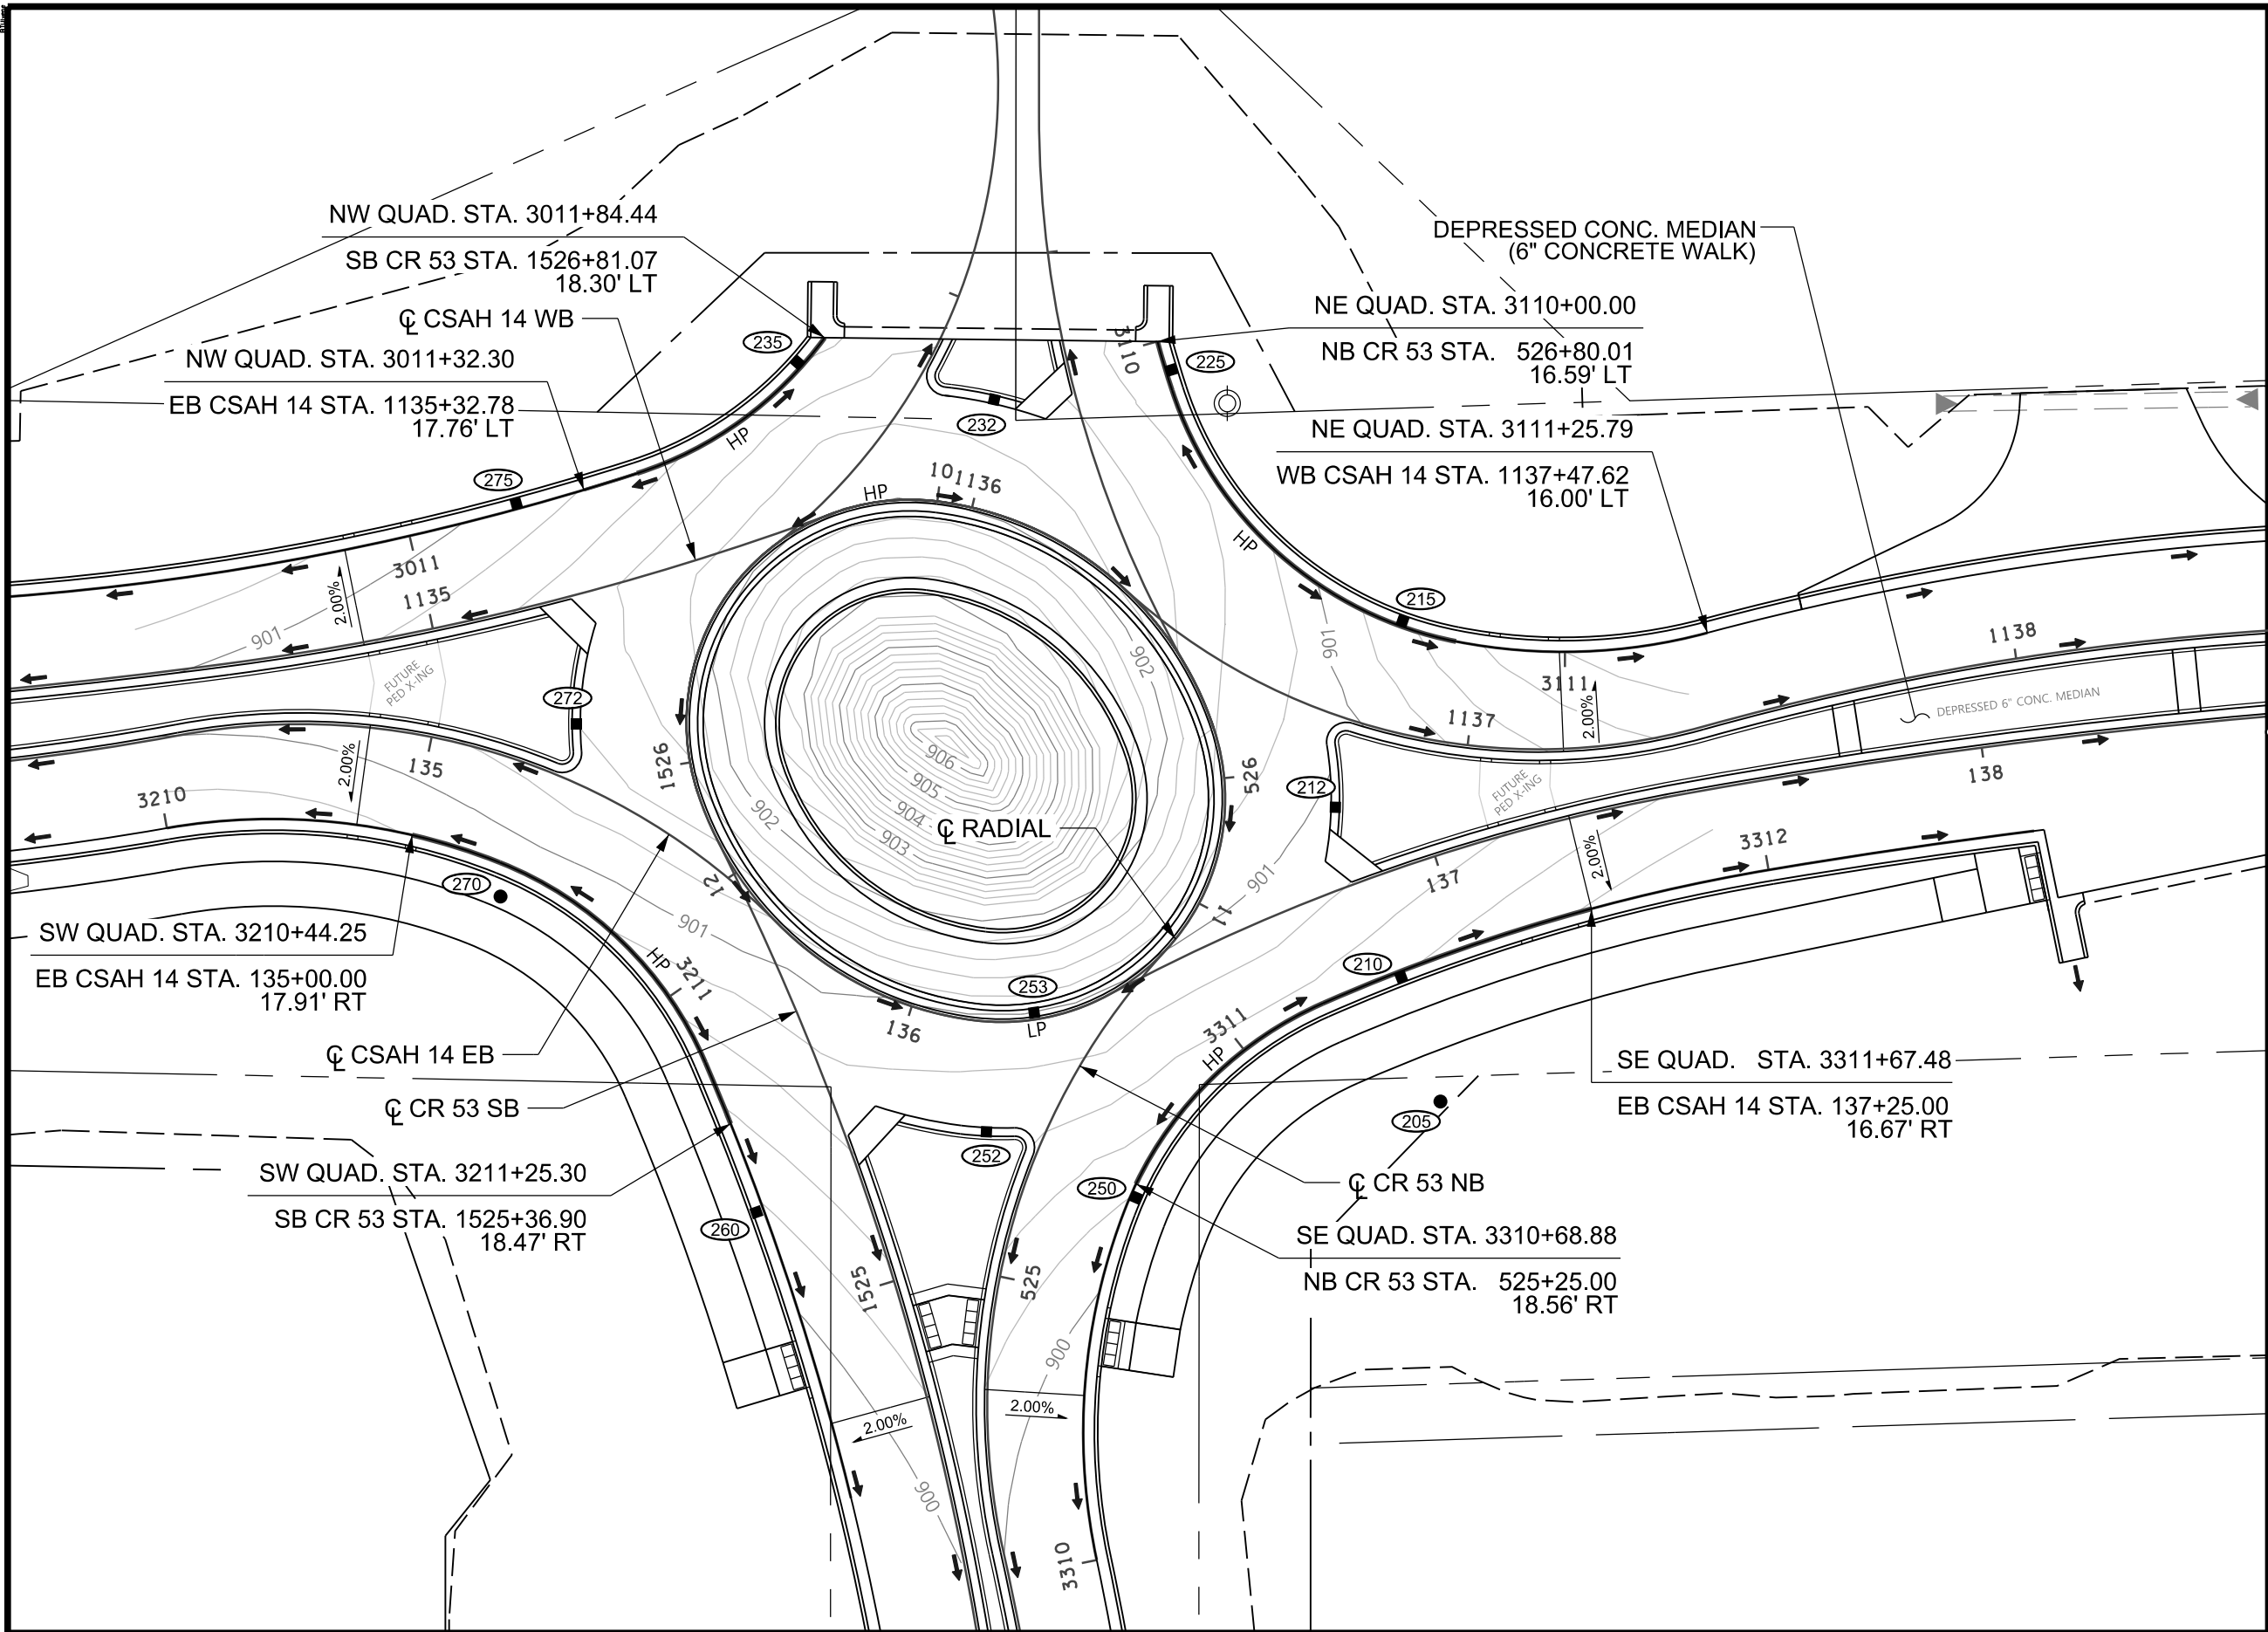 NW QUAD. STA. 3011+84.44
SB CR 53 STA. 1526+81.07
18.30' LT
℄ CSAH 14 WB
NW QUAD. STA. 3011+32.30
EB CSAH 14 STA. 1135+32.78
17.76' LT
DEPRESSED CONC. MEDIAN
(6" CONCRETE WALK)
NE QUAD. STA. 3110+00.00
NB CR 53 STA. 526+80.01
16.59' LT
NE QUAD. STA. 3111+25.79
WB CSAH 14 STA. 1137+47.62
16.00' LT
235
225
3110
232
HP
275
HP
10
1136
HP
3011
1135
2.00%
901
215
901
902
1138
3111
2.00%
FUTURE
PED X-ING
272
1137
DEPRESSED 6" CONC. MEDIAN
135
2.00%
1526
526
138
3210
212
FUTURE
PED X-ING
906
905
904
903
902
℄ RADIAL
3312
2.00%
137
901
11
12
270
901
SW QUAD. STA. 3210+44.25
EB CSAH 14 STA. 135+00.00
17.91' RT
HP
3211
210
253
LP
136
3311
HP
℄ CSAH 14 EB
℄ CR 53 SB
SE QUAD. STA. 3311+67.48
EB CSAH 14 STA. 137+25.00
16.67' RT
205
252
SW QUAD. STA. 3211+25.30
SB CR 53 STA. 1525+36.90
18.47' RT
260
250
℄ CR 53 NB
SE QUAD. STA. 3310+68.88
NB CR 53 STA. 525+25.00
18.56' RT
1525
525
900
2.00%
2.00%
900
3310